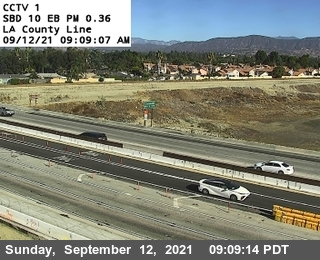 CCTV 1
SBD 10 EB PM 0.36
LA County Line
09/12/21 09:09:07 AM
Sunday, September 12, 2021 09:09:14 PDT